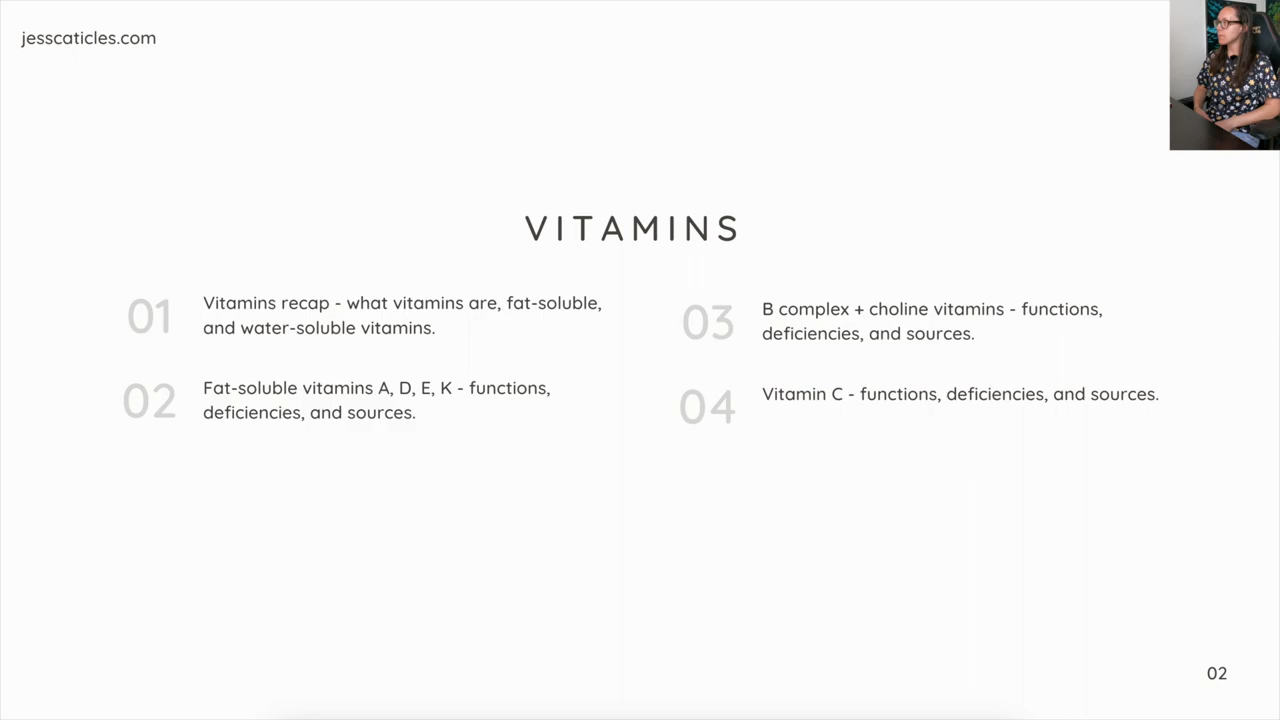 jesscaticles.com
VITAMINS
01
Vitamins recap - what vitamins are, fat-soluble,
and water-soluble vitamins.
02
Fat-soluble vitamins A, D, E, K - functions,
deficiencies, and sources.
03
B complex + choline vitamins - functions,
deficiencies, and sources.
04
Vitamin C - functions, deficiencies, and sources.
02